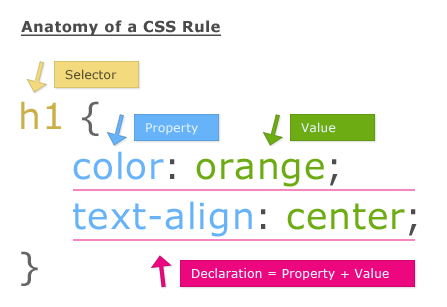 Anatomy of a CSS Rule
Selector
h1 {
Property
Value
color: orange;
text-align: center;
}
Declaration = Property + Value